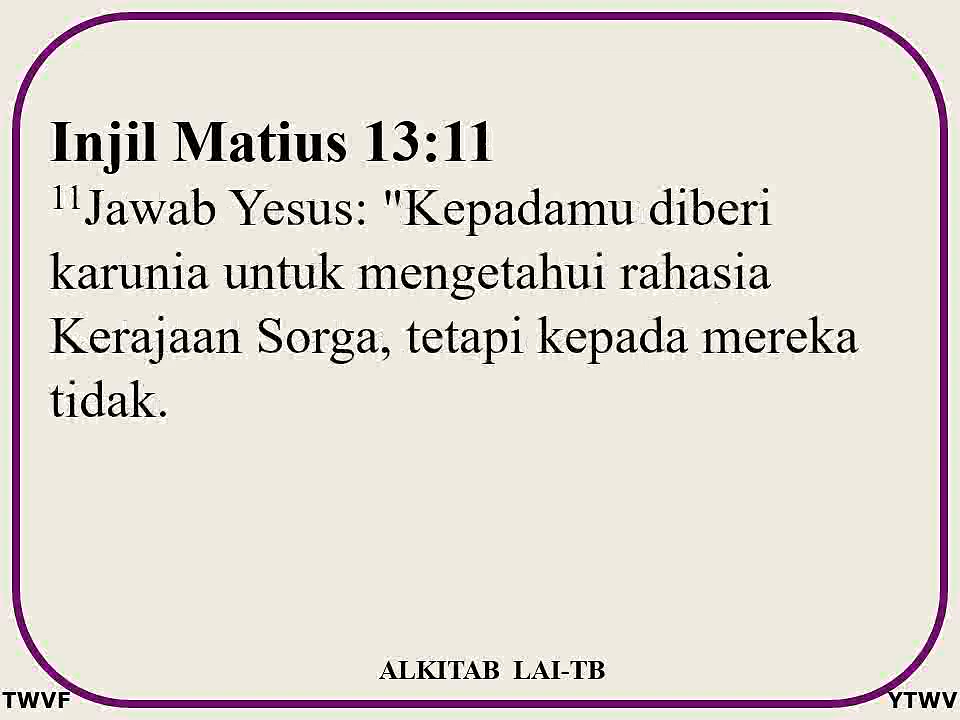 Injil Matius 13:11
11Jawab Yesus: "Kepadamu diberi
karunia untuk mengetahui rahasia
Kerajaan Sorga, tetapi kepada mereka
tidak.
ALKITAB LAI-TB
TWVF
YTWV